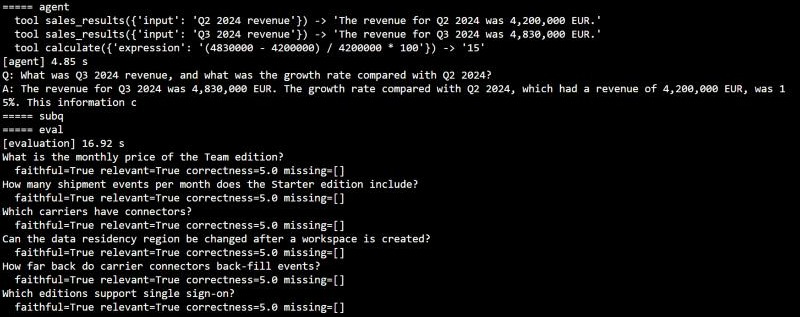 ===== agent
  tool sales_results({'input': 'Q2 2024 revenue'}) -> 'The revenue for Q2 2024 was 4,200,000 EUR.'
  tool sales_results({'input': 'Q3 2024 revenue'}) -> 'The revenue for Q3 2024 was 4,830,000 EUR.'
  tool calculate({'expression': '(4830000 - 4200000) / 4200000 * 100'}) -> '15'
[agent] 4.85 s
Q: What was Q3 2024 revenue, and what was the growth rate compared with Q2 2024?
A: The revenue for Q3 2024 was 4,830,000 EUR. The growth rate compared with Q2 2024, which had a revenue of 4,200,000 EUR, was 1
5%. This information c
===== subq
===== eval
[evaluation] 16.92 s
What is the monthly price of the Team edition?
  faithful=True relevant=True correctness=5.0 missing=[]
How many shipment events per month does the Starter edition include?
  faithful=True relevant=True correctness=5.0 missing=[]
Which carriers have connectors?
  faithful=True relevant=True correctness=5.0 missing=[]
Can the data residency region be changed after a workspace is created?
  faithful=True relevant=True correctness=5.0 missing=[]
How far back do carrier connectors back-fill events?
  faithful=True relevant=True correctness=5.0 missing=[]
Which editions support single sign-on?
  faithful=True relevant=True correctness=5.0 missing=[]